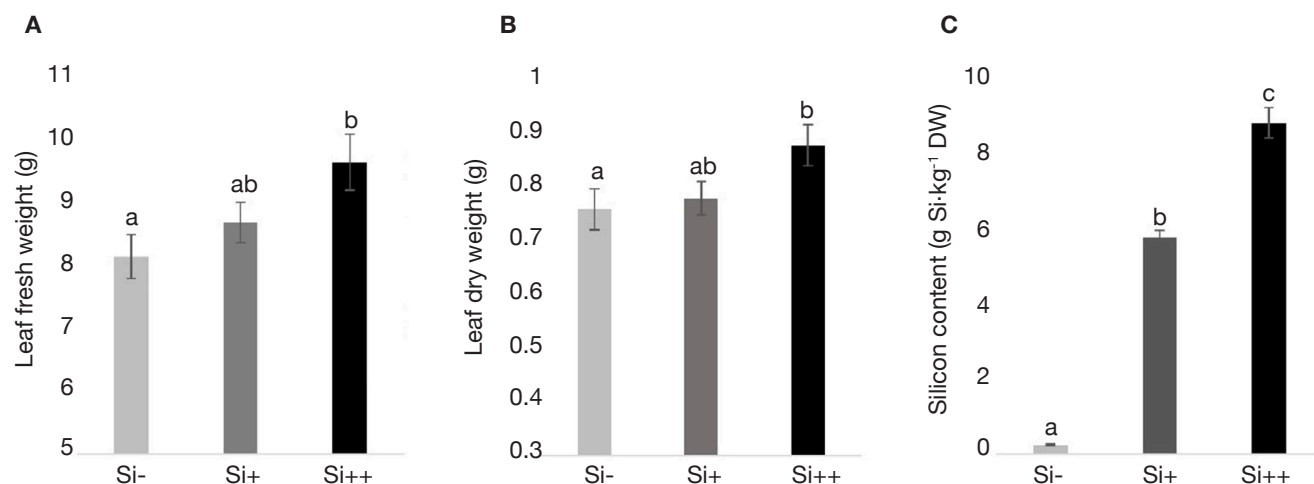 A
Leaf fresh weight (g)
11
10
9
8
7
6
5
a
ab
b
Si-
Si+
Si++
B
Leaf dry weight (g)
1
0.9
0.8
0.7
0.6
0.5
0.4
0.3
a
ab
b
Si-
Si+
Si++
C
Silicon content (g Si·kg⁻¹ DW)
10
8
6
4
2
0
a
b
c
Si-
Si+
Si++